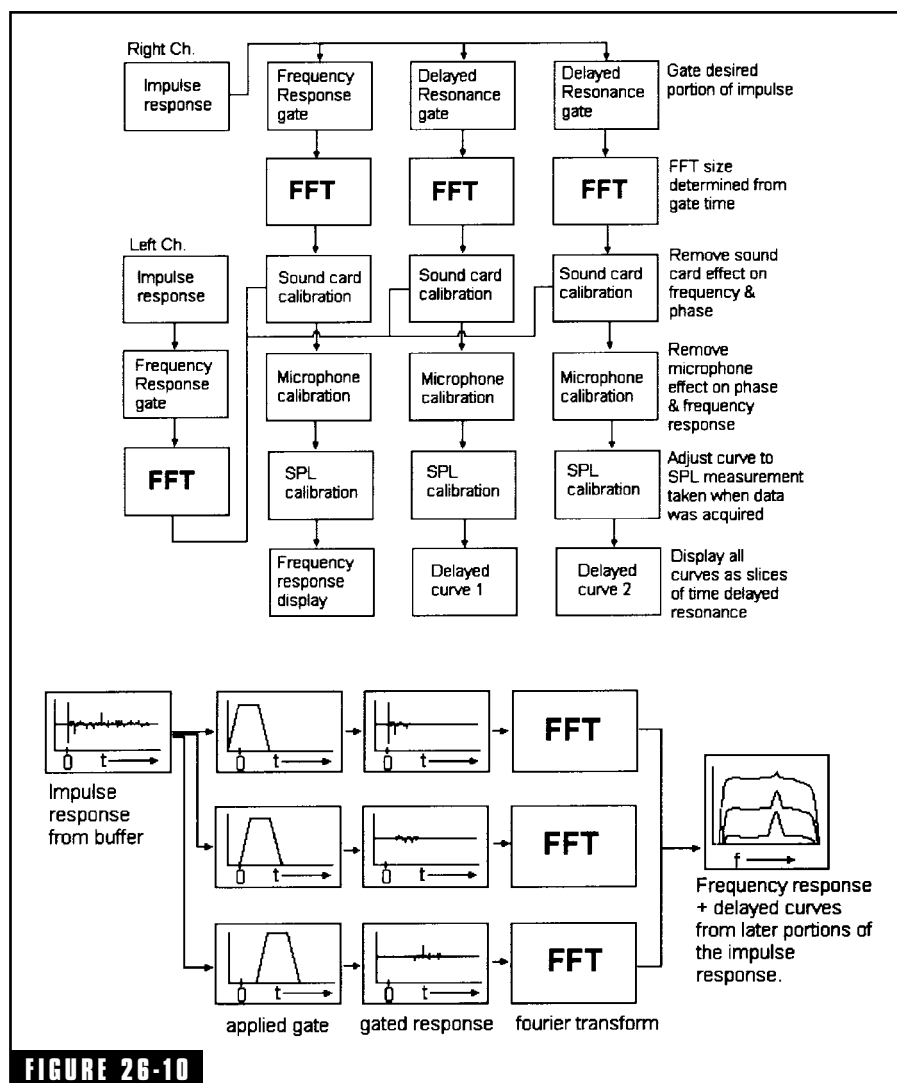 Right Ch.
Impulse
response
Frequency
Response
gate
Delayed
Resonance
gate
Delayed
Resonance
gate
Gate desired
portion of impulse
FFT
FFT
FFT
FFT size
determined from
gate time
Left Ch.
Impulse
response
Sound card
calibration
Sound card
calibration
Sound card
calibration
Remove sound
card effect on
frequency &
phase
Frequency
Response
gate
Microphone
calibration
Microphone
calibration
Microphone
calibration
Remove
microphone
effect on phase
& frequency
response
FFT
SPL
calibration
SPL
calibration
SPL
calibration
Adjust curve to
SPL measurement
taken when data
was acquired
Frequency
response
display
Delayed
curve 1
Delayed
curve 2
Display all
curves as slices
of time delayed
resonance
0 t
Impulse
response
from buffer
0 t
0 t
FFT
0 t
0 t
FFT
0 t
0 t
FFT
f
Frequency response
+ delayed curves
from later portions of
the impulse
response.
applied gate
gated response
fourier transform
FIGURE 26-10